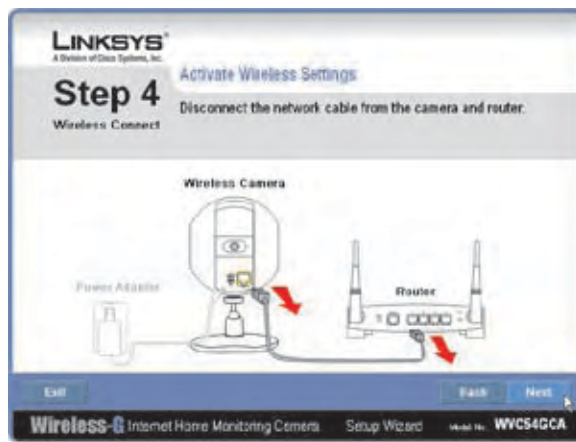 LINKSYS®
A Division of Cisco Systems, Inc.
Step 4
Wireless Connect
Activate Wireless Settings
Disconnect the network cable from the camera and router.
Wireless Camera
Power Adapter
Router
Exit
Back
Next
Wireless-G Internet Home Monitoring Camera
Setup Wizard
Model No. WVC54GCA